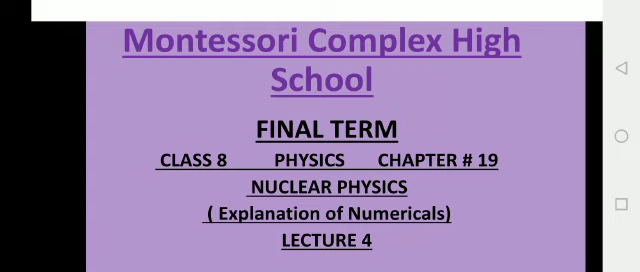 Montessori Complex High
School
FINAL TERM
CLASS 8 PHYSICS CHAPTER # 19
NUCLEAR PHYSICS
( Explanation of Numericals)
LECTURE 4